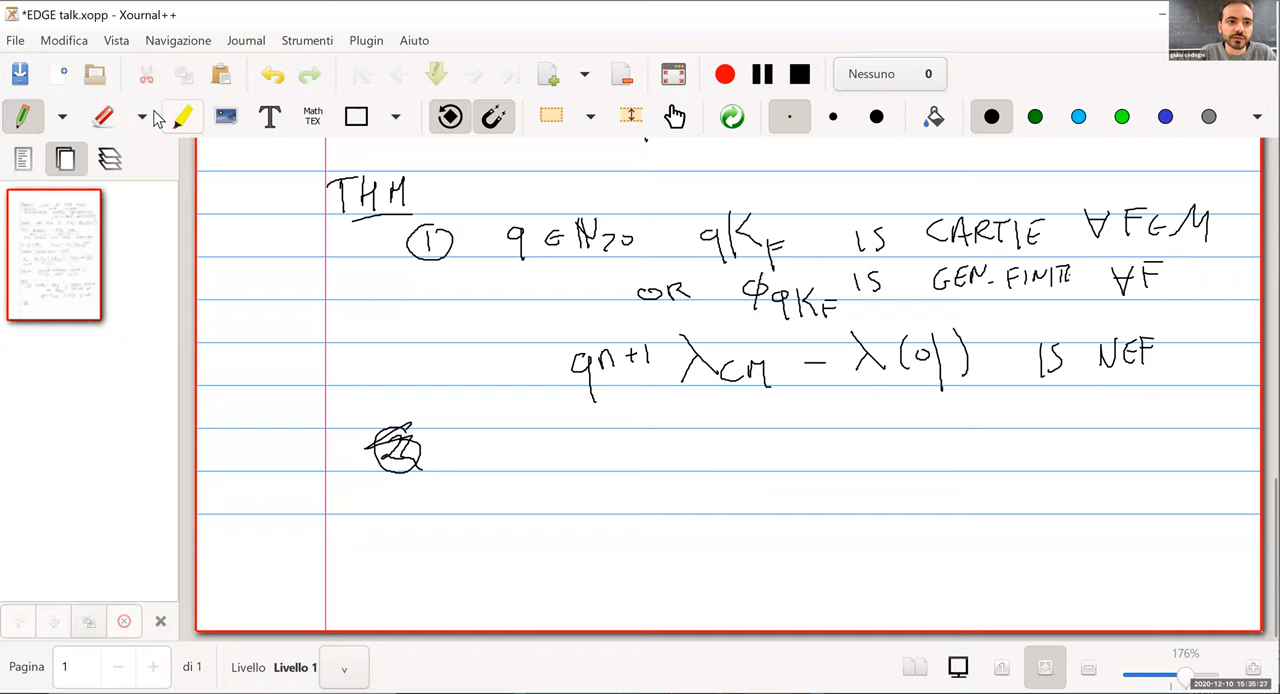 *EDGE talk.xopp - Xournal++
giulio codogni
File Modifica Vista Navigazione Journal Strumenti Plugin Aiuto
Nessuno 0
T Math TEX
THM
① q ∈ N>0 qK_F IS CARTIE ∀ F ∈ M
OR ϕ_{qK_F} IS GEN-FINITE ∀F
q^{n+1} λ_{CM} – λ(q) IS NEF
Pagina 1 di 1 Livello Livello 1 176%
2020-12-10 15:35:27